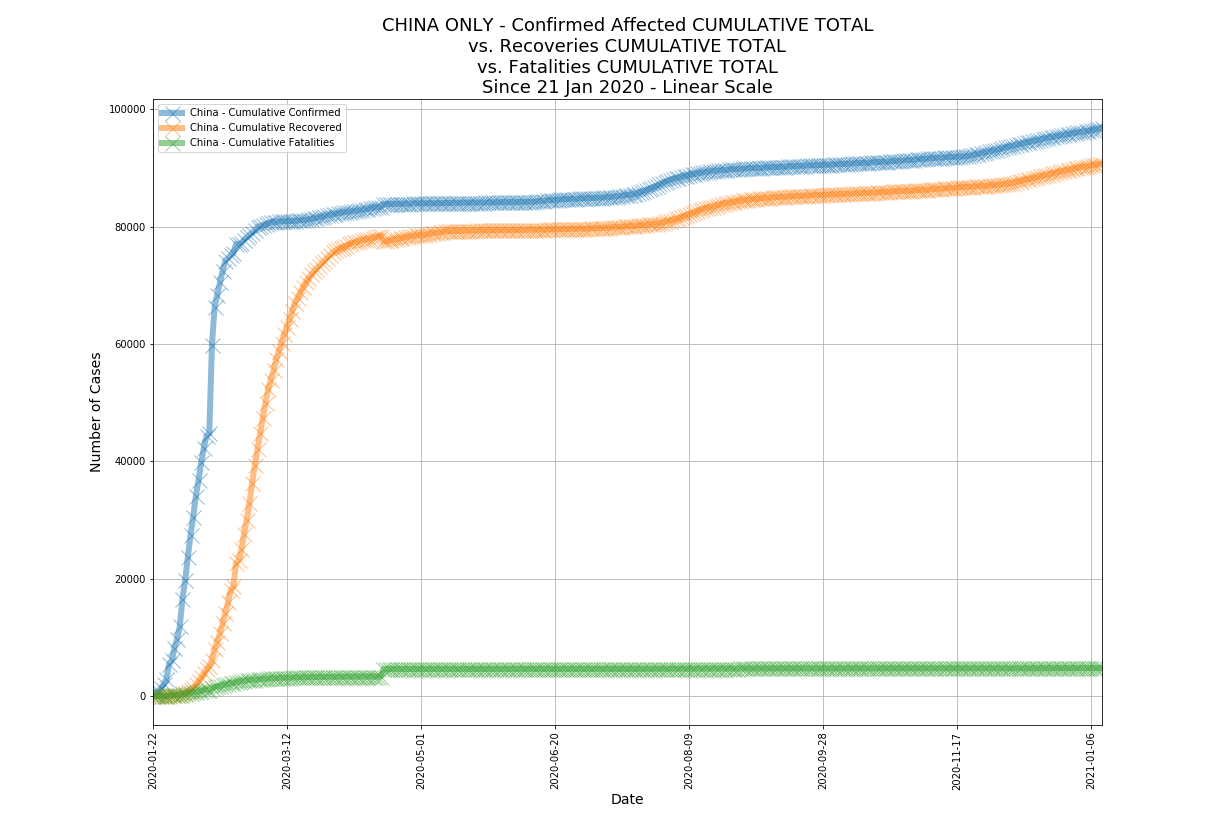 CHINA ONLY - Confirmed Affected CUMULATIVE TOTAL
vs. Recoveries CUMULATIVE TOTAL
vs. Fatalities CUMULATIVE TOTAL
Since 21 Jan 2020 - Linear Scale
China - Cumulative Confirmed
China - Cumulative Recovered
China - Cumulative Fatalities
Number of Cases
100000
80000
60000
40000
20000
0
2020-01-22
2020-03-12
2020-05-01
2020-06-20
2020-08-09
2020-09-28
2020-11-17
2021-01-06
Date